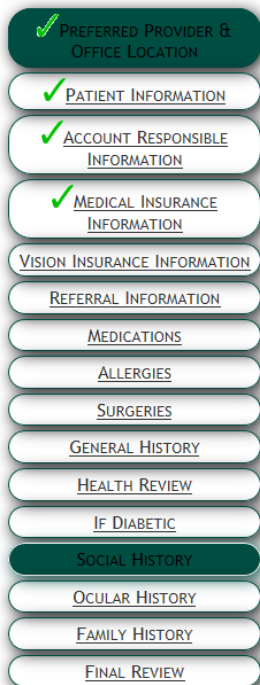 Preferred Provider &
Office Location
Patient Information
Account Responsible
Information
Medical Insurance
Information
Vision Insurance Information
Referral Information
Medications
Allergies
Surgeries
General History
Health Review
If Diabetic
Social History
Ocular History
Family History
Final Review